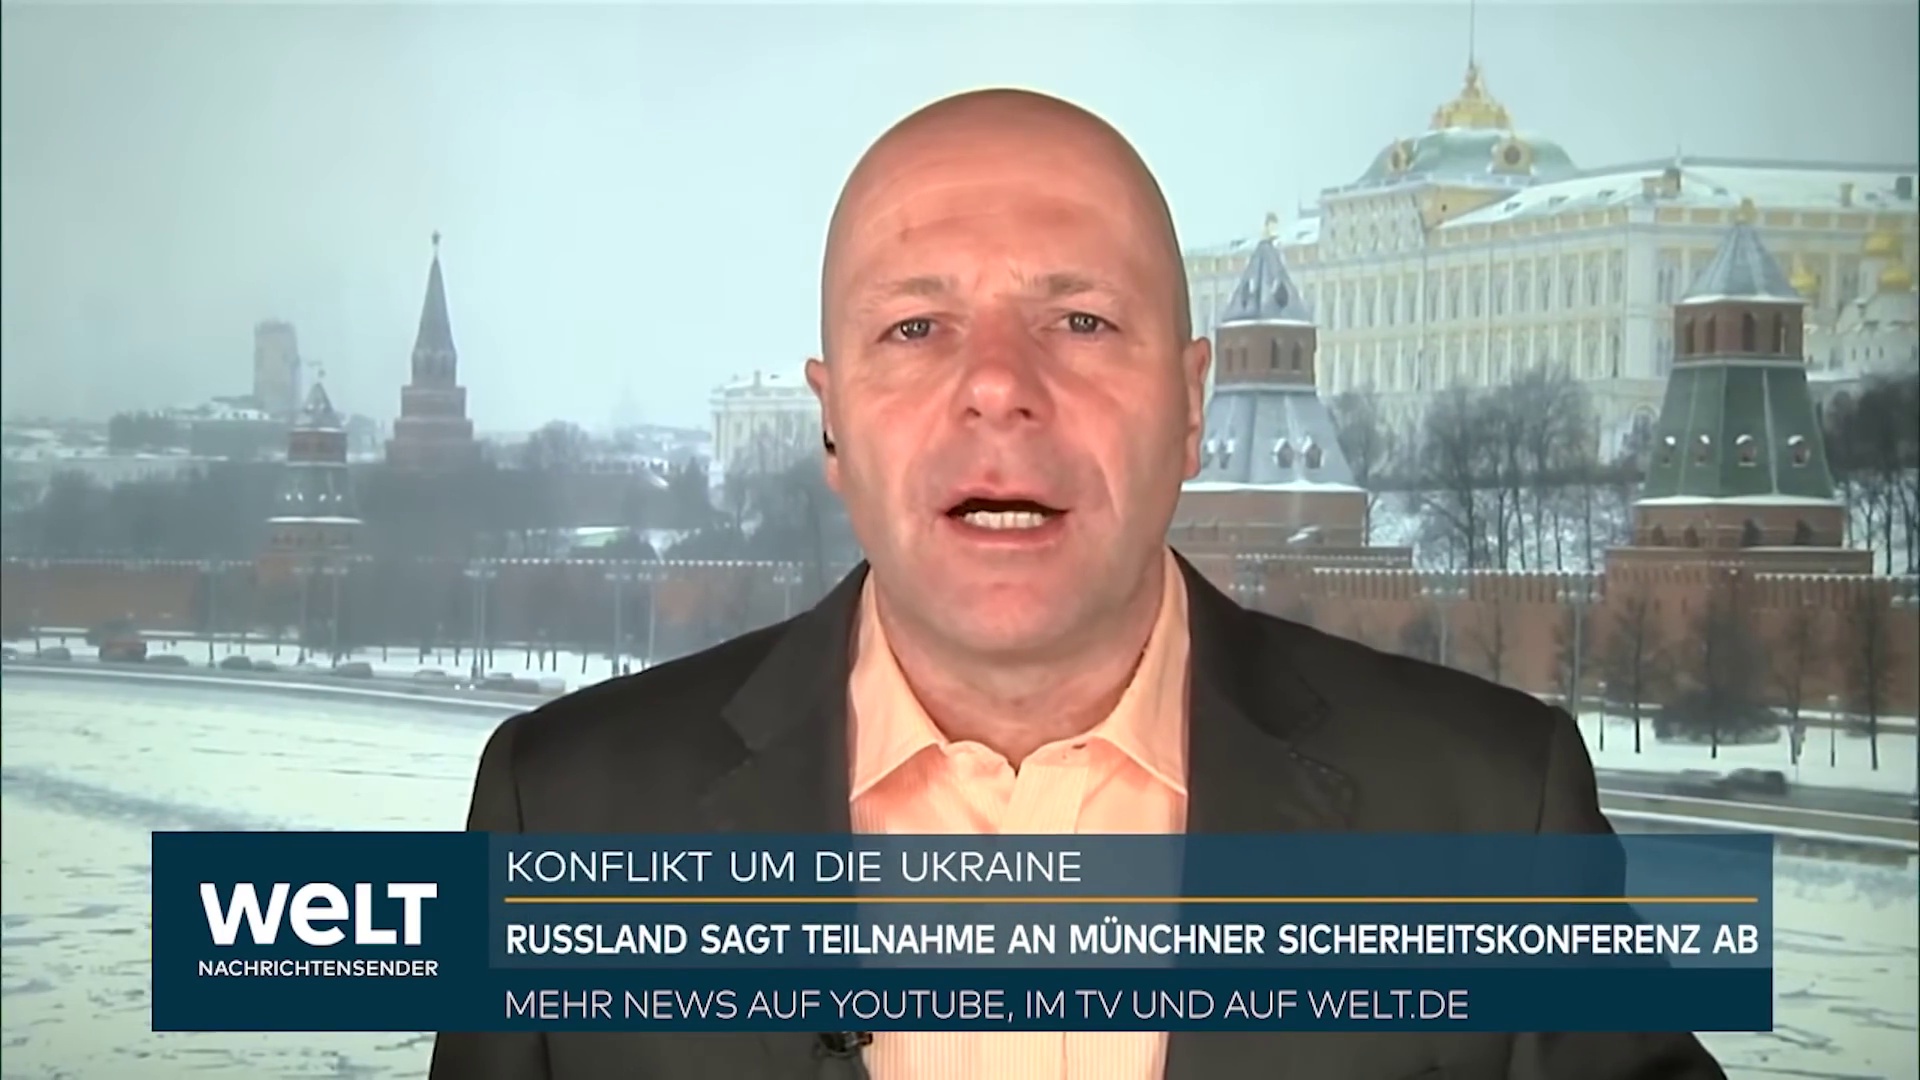 KONFLIKT UM DIE UKRAINE
WELT
RUSSLAND SAGT TEILNAHME AN MÜNCHNER SICHERHEITSKONFERENZ AB
NACHRICHTENSENDER
MEHR NEWS AUF YOUTUBE, IM TV UND AUF WELT.DE